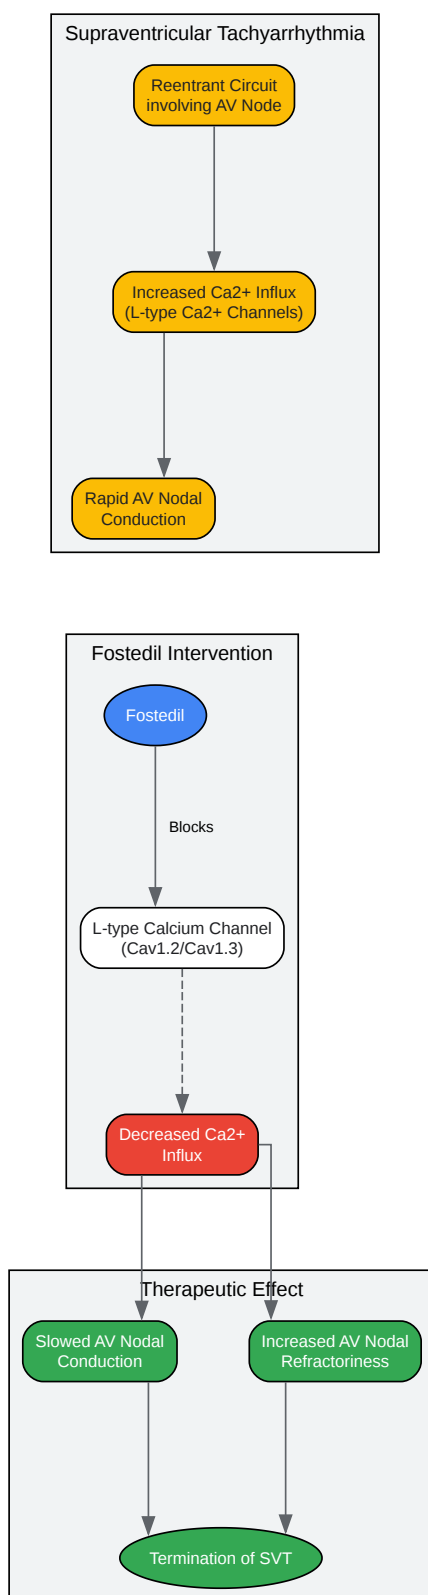 Supraventricular Tachyarrhythmia
Reentrant Circuit
involving AV Node
Increased Ca2+ Influx
(L-type Ca2+ Channels)
Rapid AV Nodal
Conduction
Fostedil Intervention
Fostedil
Blocks
L-type Calcium Channel
(Cav1.2/Cav1.3)
Decreased Ca2+
Influx
Therapeutic Effect
Slowed AV Nodal
Conduction
Increased AV Nodal
Refractoriness
Termination of SVT